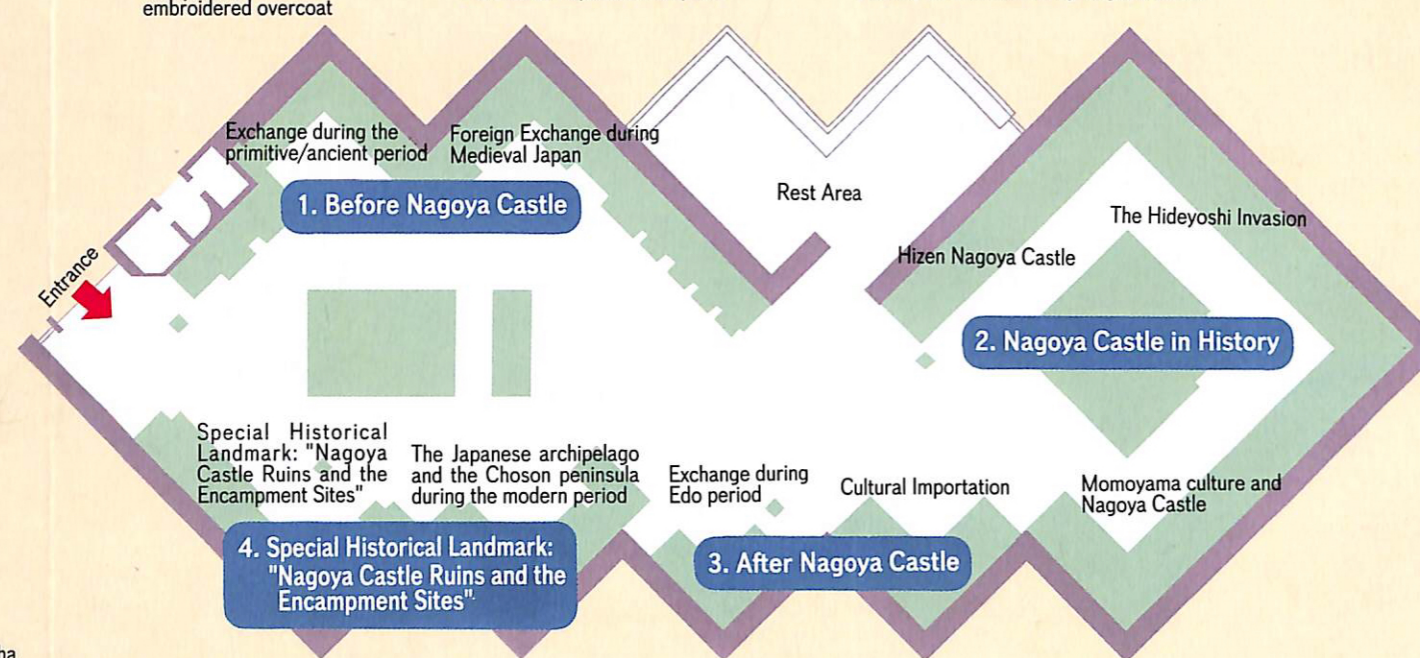 embroidered overcoat
Exchange during the
primitive/ancient period
Foreign Exchange during
Medieval Japan
1. Before Nagoya Castle
Rest Area
The Hideyoshi Invasion
Hizen Nagoya Castle
Entrance
2. Nagoya Castle in History
Special Historical
Landmark: "Nagoya
Castle Ruins and the
Encampment Sites"
The Japanese archipelago
and the Choson peninsula
during the modern period
Exchange during
Edo period
Cultural Importation
Momoyama culture and
Nagoya Castle
4. Special Historical Landmark:
"Nagoya Castle Ruins and the
Encampment Sites"
3. After Nagoya Castle